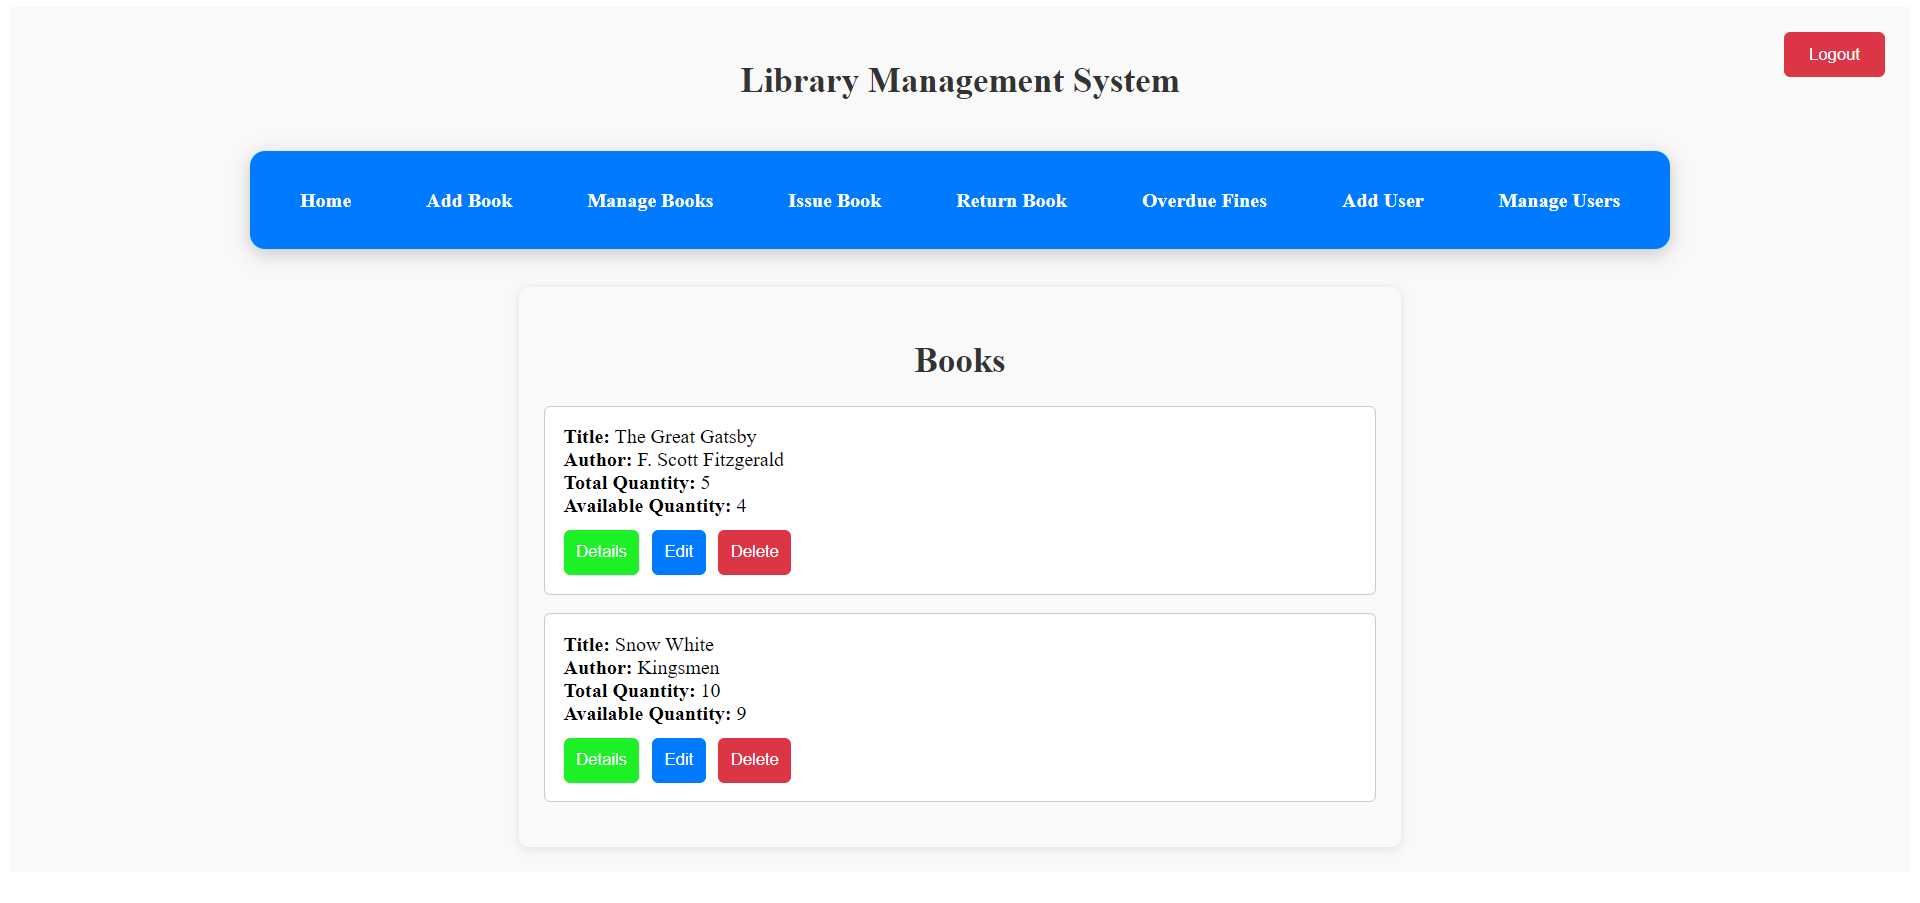 Logout
Library Management System
Home Add Book Manage Books Issue Book Return Book Overdue Fines Add User Manage Users
Books
Title: The Great Gatsby
Author: F. Scott Fitzgerald
Total Quantity: 5
Available Quantity: 4
Details Edit Delete
Title: Snow White
Author: Kingsmen
Total Quantity: 10
Available Quantity: 9
Details Edit Delete